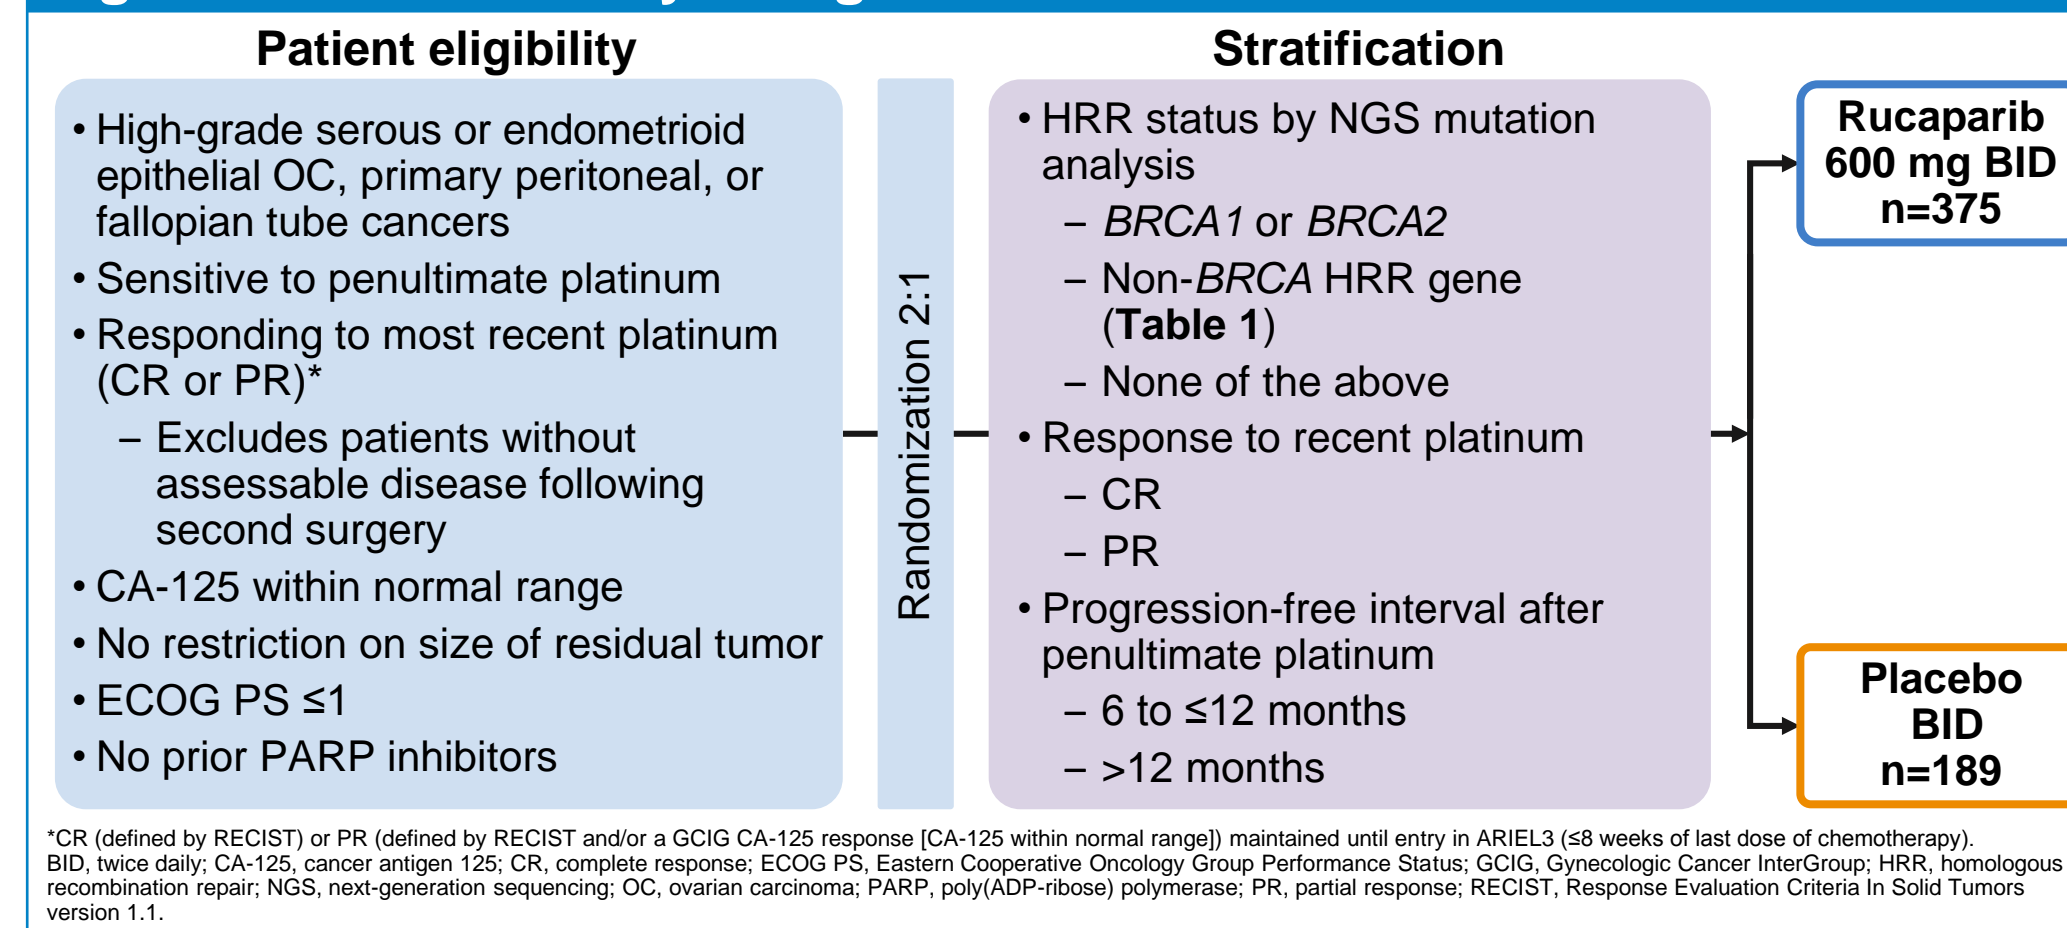 Patient eligibility
• High-grade serous or endometrioid
epithelial OC, primary peritoneal, or
fallopian tube cancers
• Sensitive to penultimate platinum
• Responding to most recent platinum
(CR or PR)*
– Excludes patients without
assessable disease following
second surgery
• CA-125 within normal range
• No restriction on size of residual tumor
• ECOG PS ≤1
• No prior PARP inhibitors
Randomization 2:1
Stratification
• HRR status by NGS mutation
analysis
– BRCA1 or BRCA2
– Non-BRCA HRR gene
(Table 1)
– None of the above
• Response to recent platinum
– CR
– PR
• Progression-free interval after
penultimate platinum
– 6 to ≤12 months
– >12 months
Rucaparib
600 mg BID
n=375
Placebo
BID
n=189
*CR (defined by RECIST) or PR (defined by RECIST and/or a GCIG CA-125 response [CA-125 within normal range]) maintained until entry in ARIEL3 (≤8 weeks of last dose of chemotherapy).
BID, twice daily; CA-125, cancer antigen 125; CR, complete response; ECOG PS, Eastern Cooperative Oncology Group Performance Status; GCIG, Gynecologic Cancer InterGroup; HRR, homologous
recombination repair; NGS, next-generation sequencing; OC, ovarian carcinoma; PARP, poly(ADP-ribose) polymerase; PR, partial response; RECIST, Response Evaluation Criteria In Solid Tumors
version 1.1.